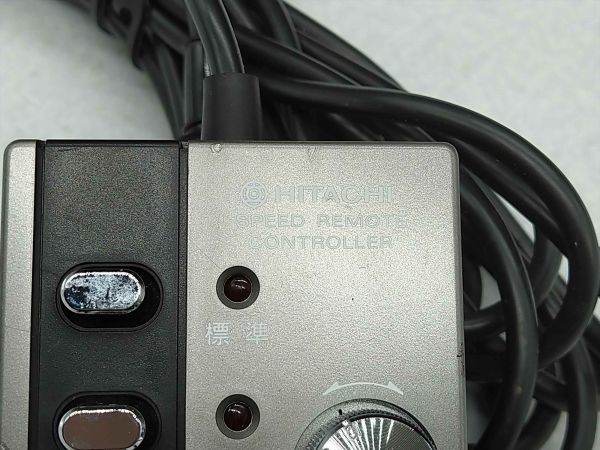 HITACHI
SPEED REMOTE
CONTROLLER
標準